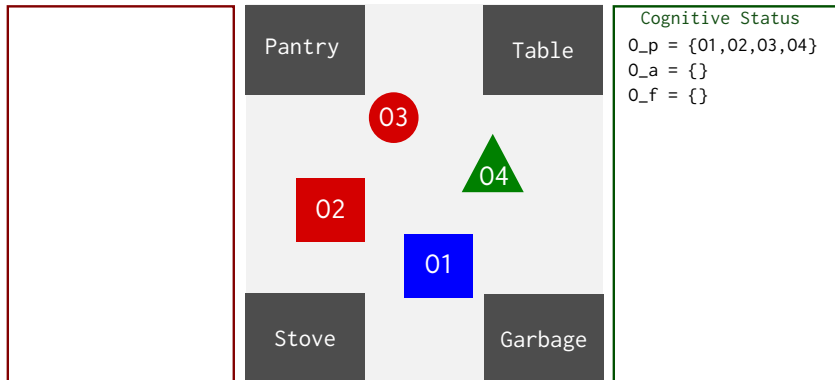 Pantry
Table
O3
O4
O2
O1
Stove
Garbage
Cognitive Status
O_p = {O1,O2,O3,O4}
O_a = {}
O_f = {}